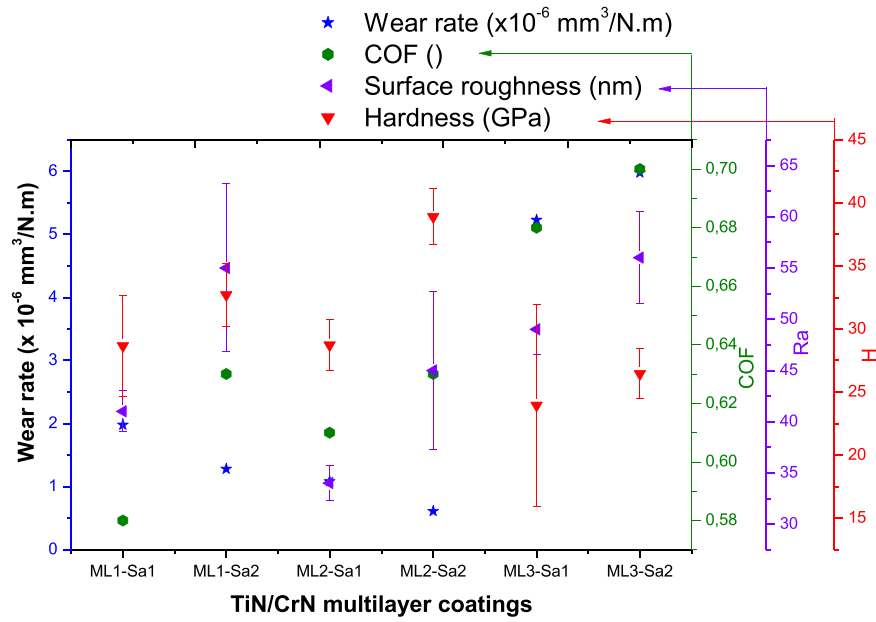 Wear rate (x10⁻⁶ mm³/N.m)
COF ()
Surface roughness (nm)
Hardness (GPa)
Wear rate (x 10⁻⁶ mm³/N.m)
6
5
4
3
2
1
0
0,70
0,68
0,66
0,64
0,62
0,60
0,58
COF
65
60
55
50
45
40
35
30
Ra
45
40
35
30
25
20
15
H
ML1-Sa1 ML1-Sa2 ML2-Sa1 ML2-Sa2 ML3-Sa1 ML3-Sa2
TiN/CrN multilayer coatings